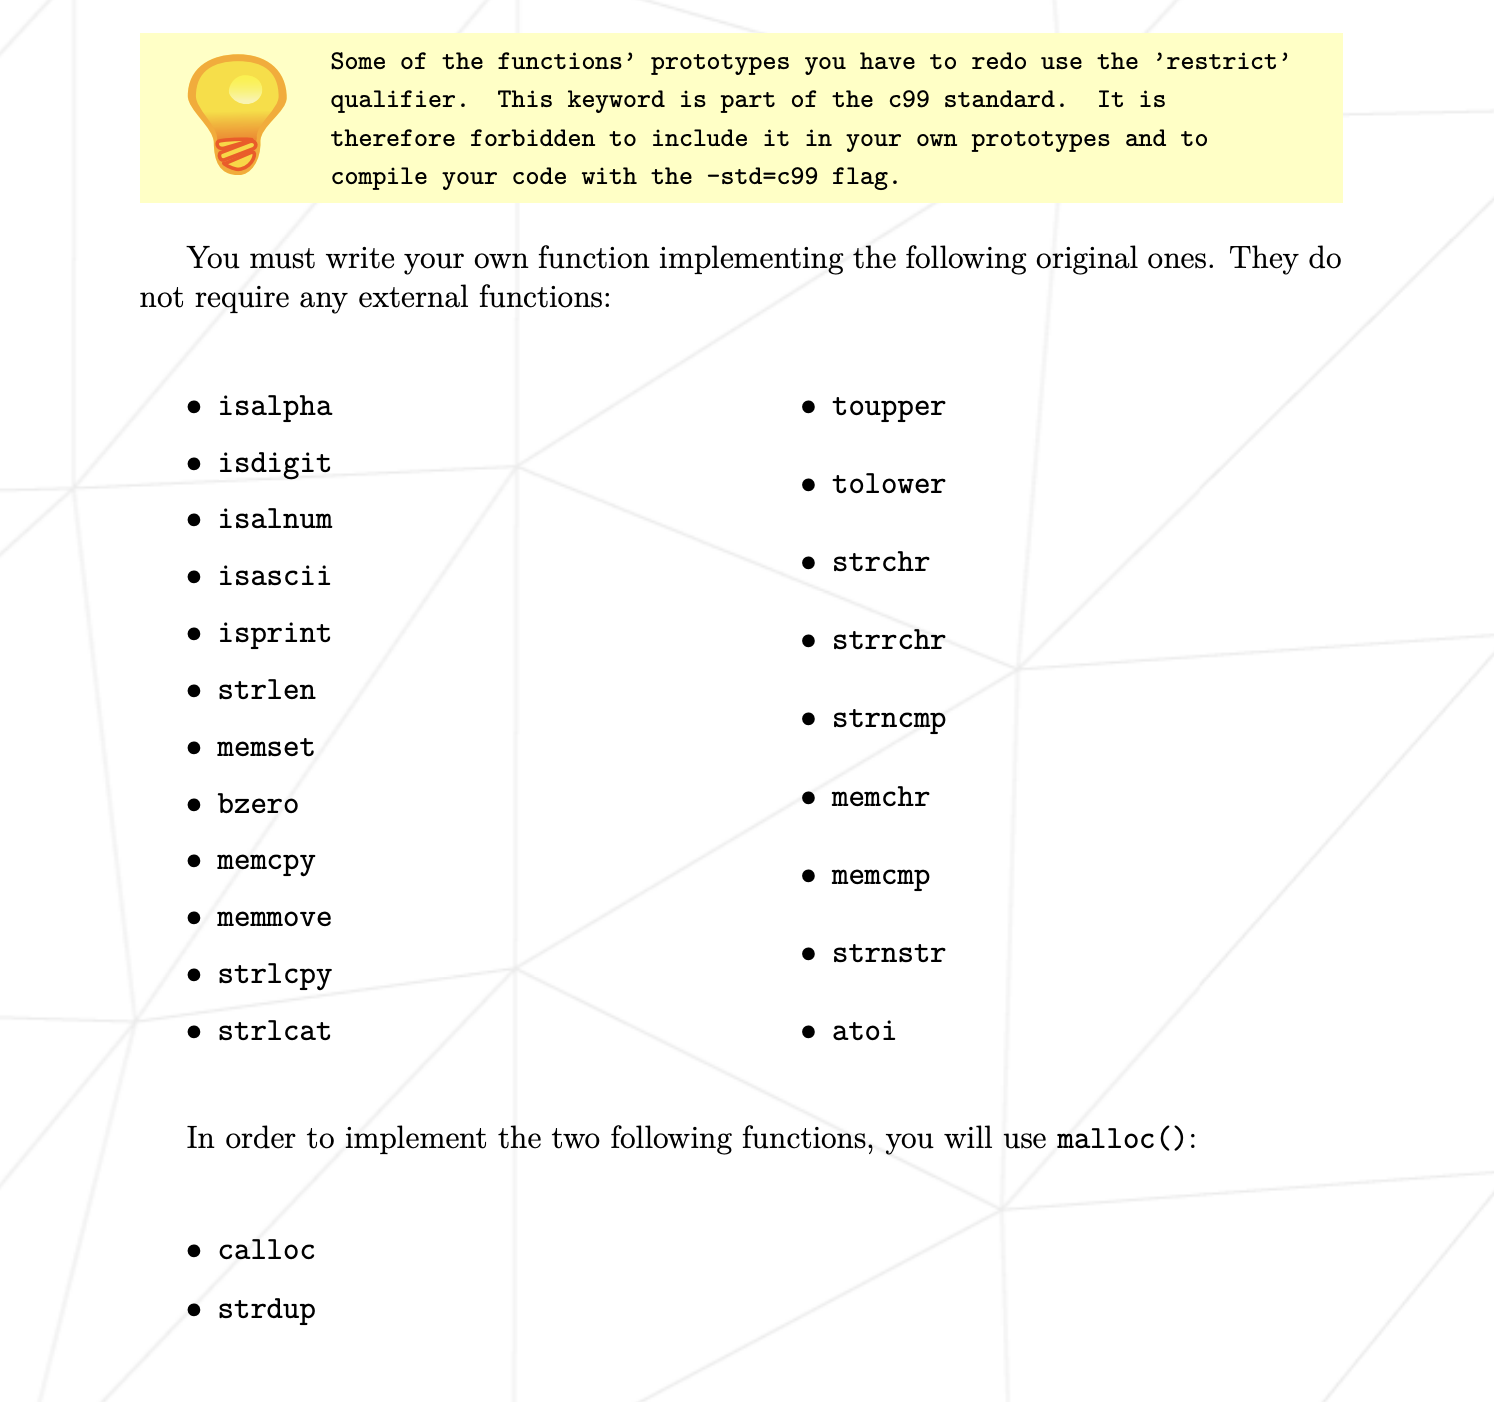 Some of the functions’ prototypes you have to redo use the ’restrict’
qualifier. This keyword is part of the c99 standard. It is
therefore forbidden to include it in your own prototypes and to
compile your code with the -std=c99 flag.
You must write your own function implementing the following original ones. They do
not require any external functions:
• isalpha
• isdigit
• isalnum
• isascii
• isprint
• strlen
• memset
• bzero
• memcpy
• memmove
• strlcpy
• strlcat
• toupper
• tolower
• strchr
• strrchr
• strncmp
• memchr
• memcmp
• strnstr
• atoi
In order to implement the two following functions, you will use malloc():
• calloc
• strdup